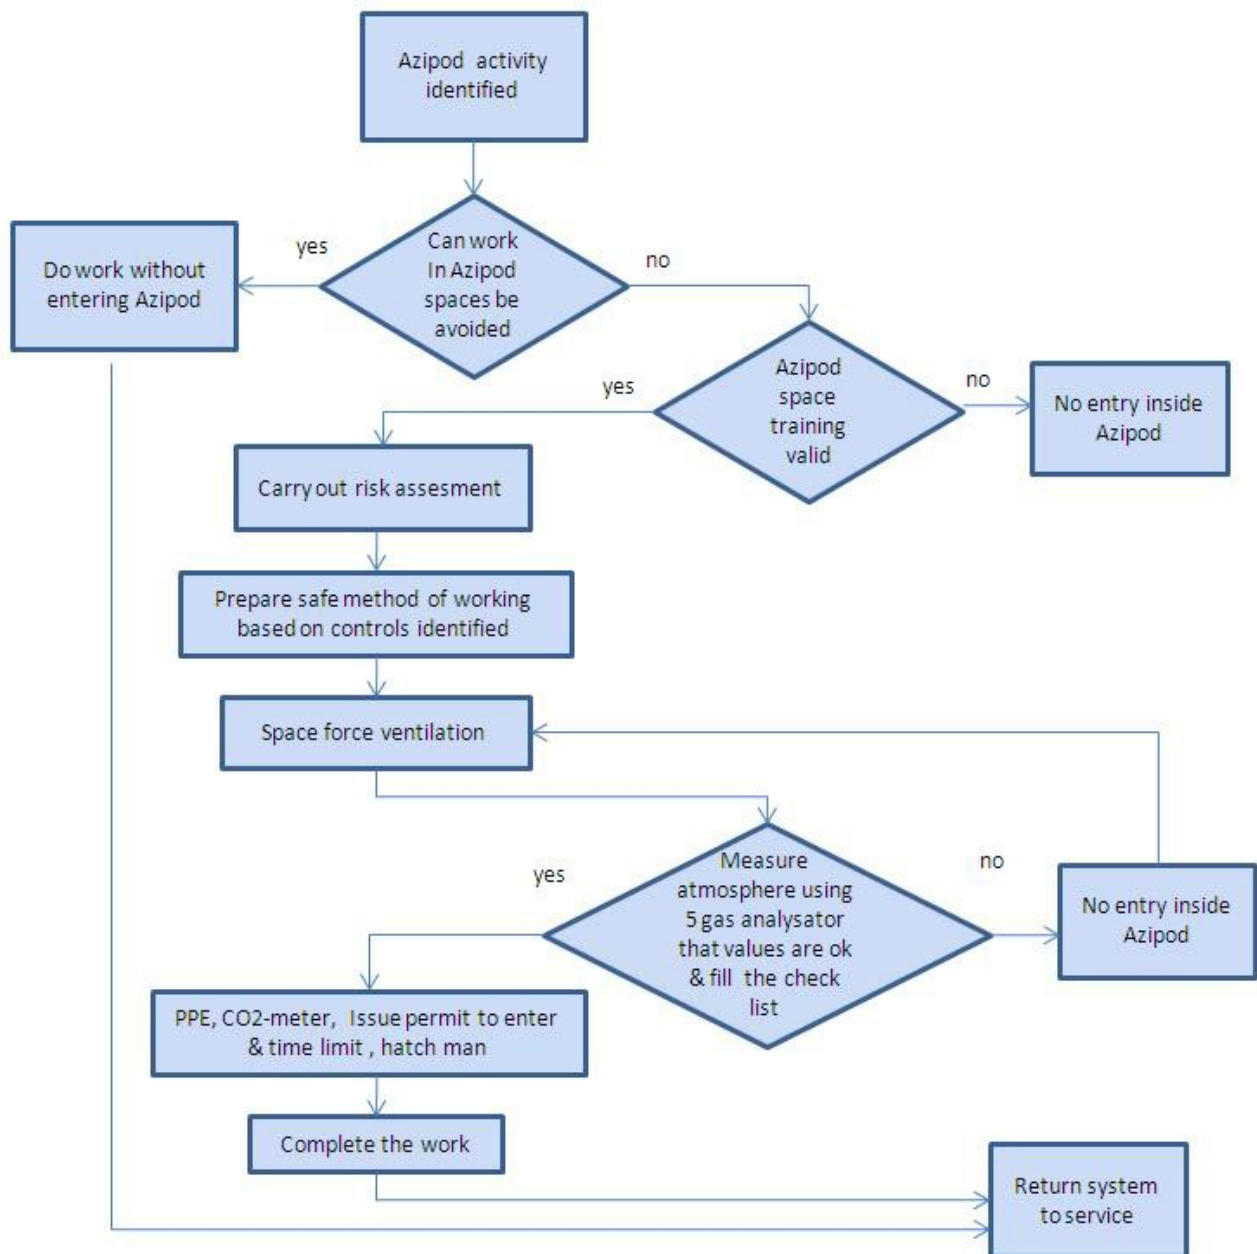 Azipod activity
identified
yes
Can work
In Azipod
spaces be
avoided
no
Do work without
entering Azipod
yes
Azipod
space
training
valid
no
No entry inside
Azipod
Carry out risk assesment
Prepare safe method of working
based on controls identified
Space force ventilation
yes
Measure
atmosphere using
5 gas analysator
that values are ok
& fill the check
list
no
No entry inside
Azipod
PPE, CO2-meter, Issue permit to enter
& time limit , hatch man
Complete the work
Return system
to service